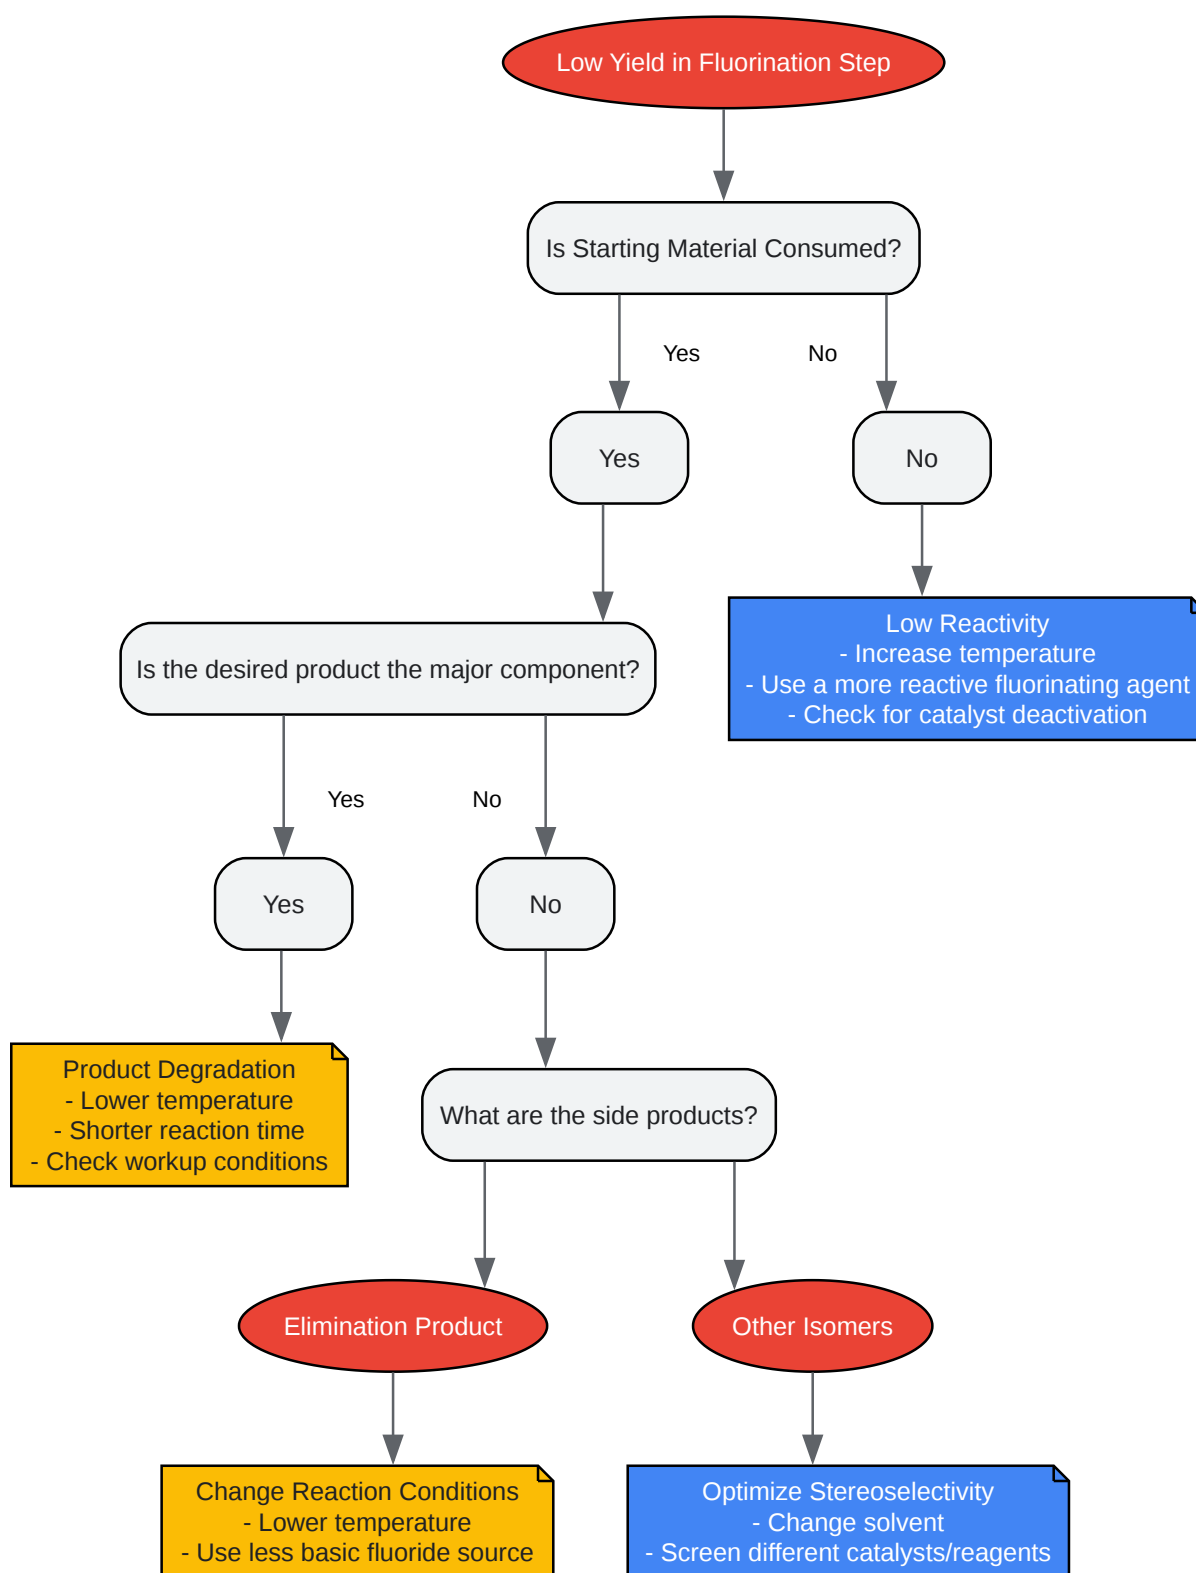 Low Yield in Fluorination Step
Is Starting Material Consumed?
Yes
No
Yes
No
Low Reactivity
- Increase temperature
- Use a more reactive fluorinating agent
- Check for catalyst deactivation
Is the desired product the major component?
Yes
No
Yes
No
Product Degradation
- Lower temperature
- Shorter reaction time
- Check workup conditions
What are the side products?
Elimination Product
Other Isomers
Change Reaction Conditions
- Lower temperature
- Use less basic fluoride source
Optimize Stereoselectivity
- Change solvent
- Screen different catalysts/reagents